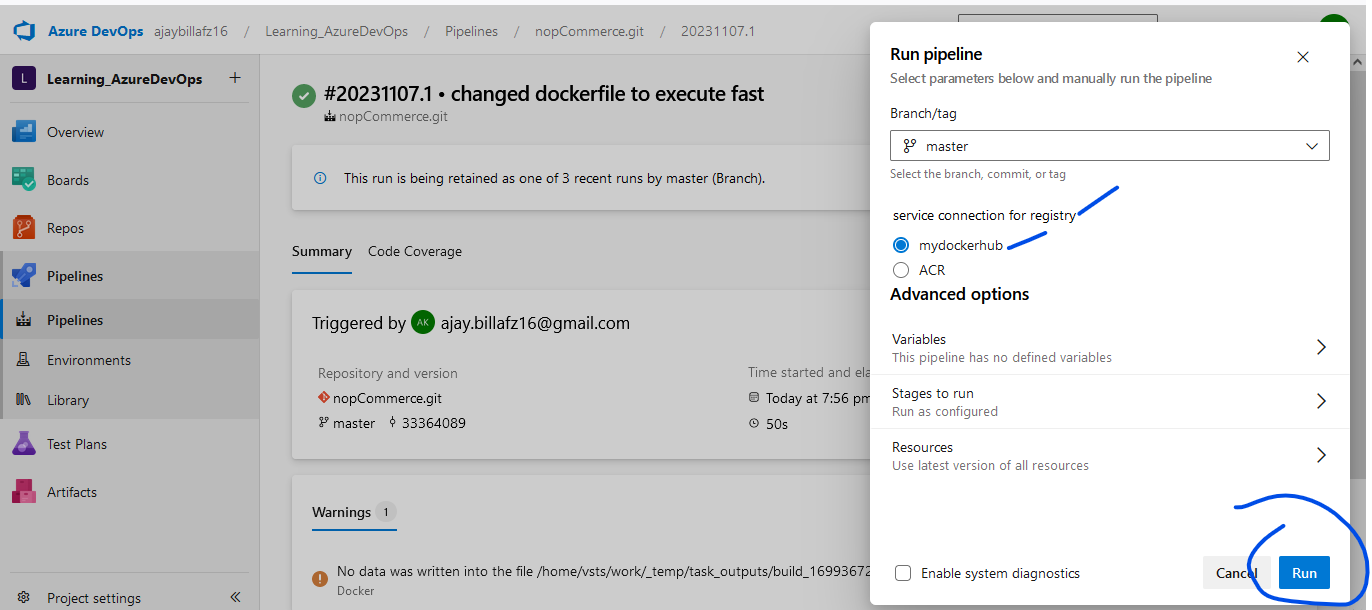 Azure DevOps ajaybillafz16 / Learning_AzureDevOps / Pipelines / nopCommerce.git / 20231107.1
L Learning_AzureDevOps +
Overview
Boards
Repos
Pipelines
Pipelines
Environments
Library
Test Plans
Artifacts
Project settings
#20231107.1 • changed dockerfile to execute fast
nopCommerce.git
This run is being retained as one of 3 recent runs by master (Branch).
Summary Code Coverage
Triggered by AK ajay.billafz16@gmail.com
Repository and version
nopCommerce.git
master 33364089
Time started and ela
Today at 7:56 pm
50s
Warnings 1
No data was written into the file /home/vsts/work/_temp/task_outputs/build_16993672
Docker
Run pipeline
Select parameters below and manually run the pipeline
Branch/tag
master
Select the branch, commit, or tag
service connection for registry
mydockerhub
ACR
Advanced options
Variables
This pipeline has no defined variables
Stages to run
Run as configured
Resources
Use latest version of all resources
Enable system diagnostics
Cancel
Run